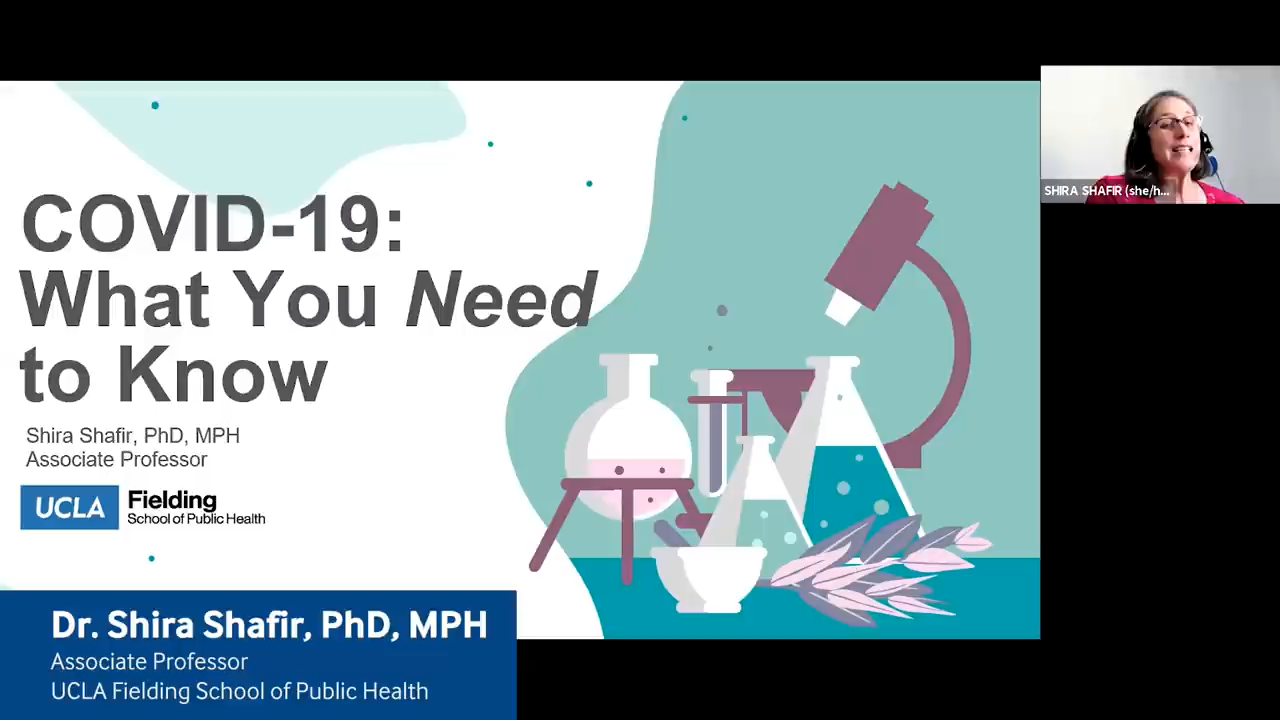 COVID-19:
What You Need
to Know
Shira Shafir, PhD, MPH
Associate Professor
UCLA Fielding
School of Public Health
SHIRA SHAFIR (she/h...
Dr. Shira Shafir, PhD, MPH
Associate Professor
UCLA Fielding School of Public Health